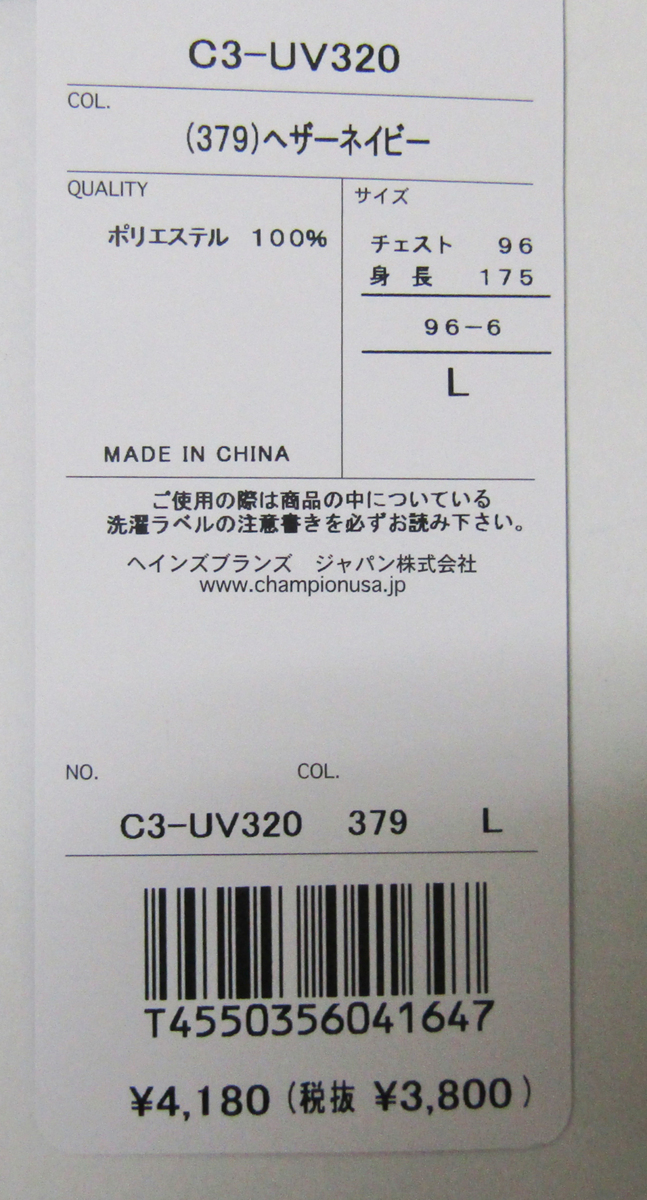 C3-UV320
COL.
(379)ヘザーネイビー
QUALITY
ポリエステル 100%
MADE IN CHINA
サイズ
チェスト 96
身 長 175
96-6
L
ご使用の際は商品の中についている
洗濯ラベルの注意書きを必ずお読み下さい。
ヘインズブランズ ジャパン株式会社
www.championusa.jp
NO. COL.
C3-UV320 379 L
T4550356041647
¥4,180(税抜 ¥3,800)